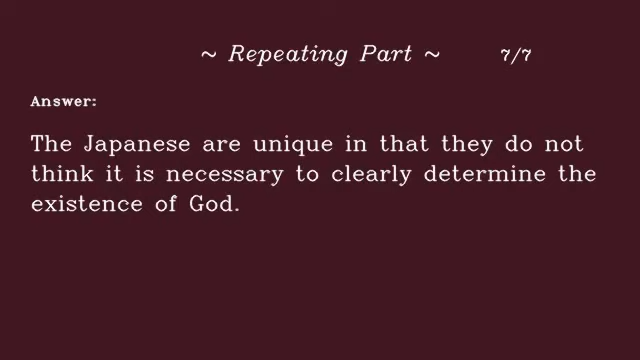 ~ Repeating Part ~ 7/7
Answer:
The Japanese are unique in that they do not
think it is necessary to clearly determine the
existence of God.